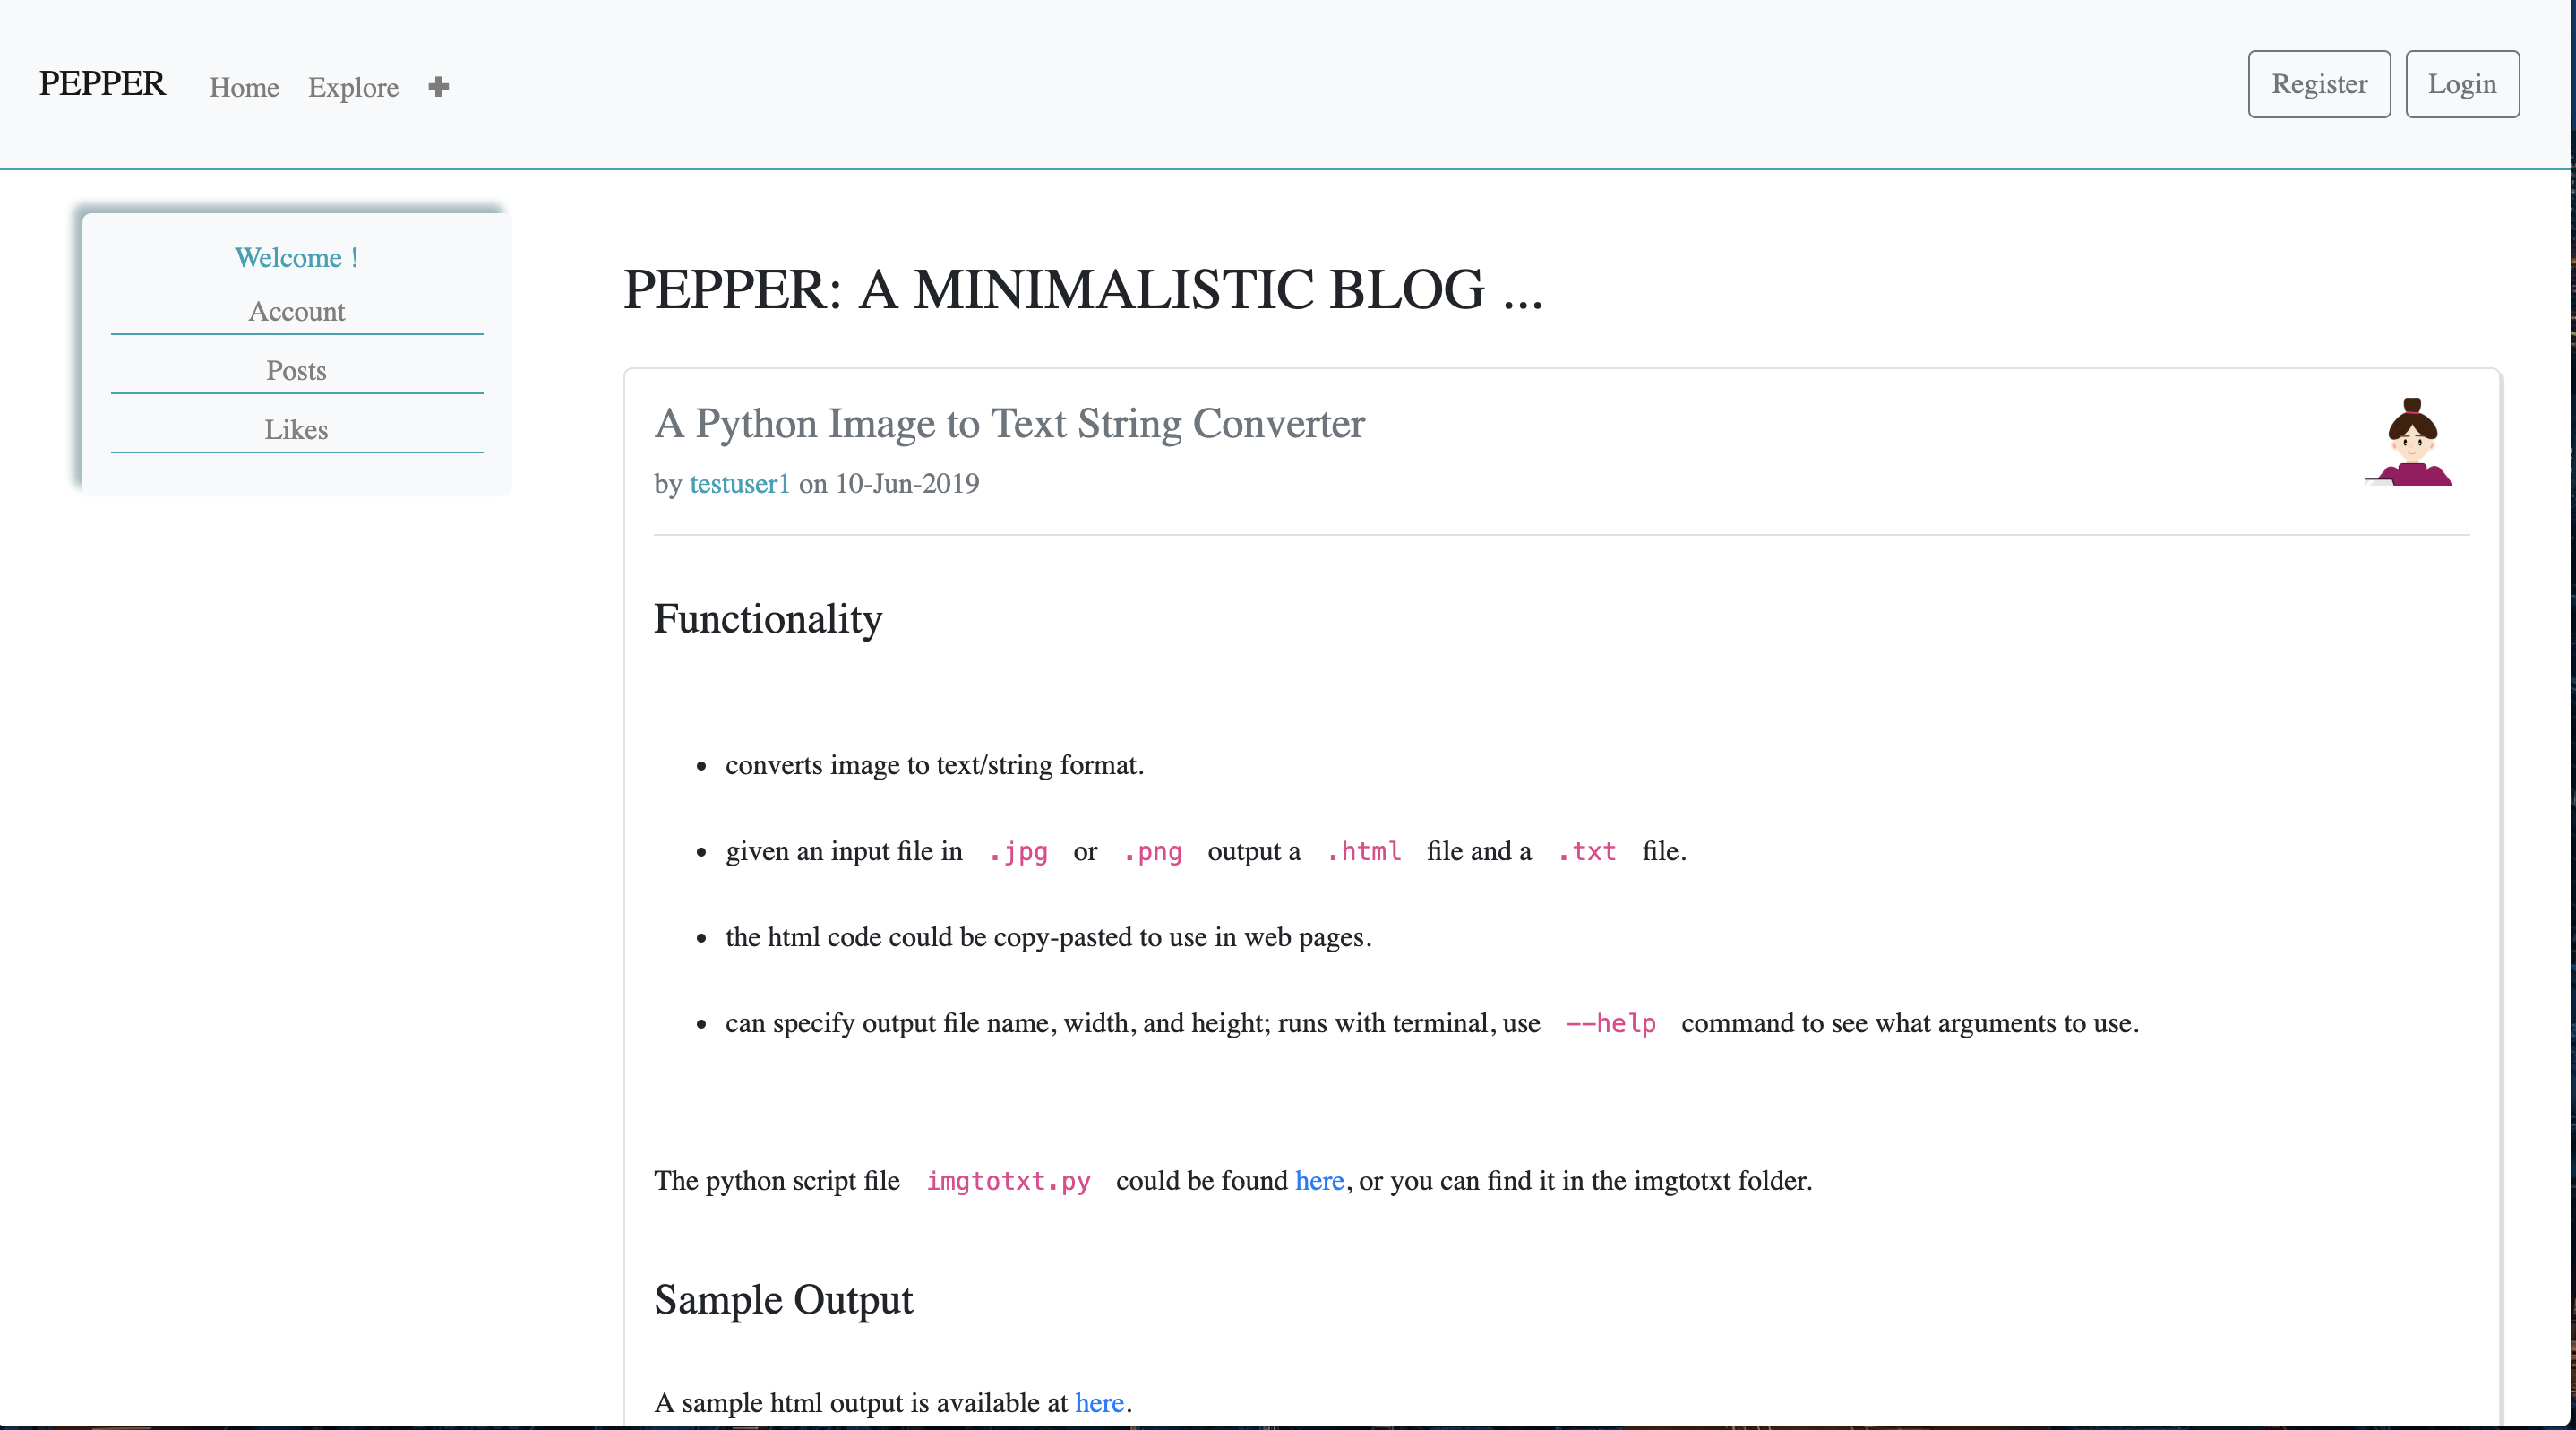 PEPPER Home Explore Register Login
Welcome !
Account
Posts
Likes
PEPPER: A MINIMALISTIC BLOG ...
A Python Image to Text String Converter
by testuser1 on 10-Jun-2019
Functionality
converts image to text/string format.
given an input file in .jpg or .png output a .html file and a .txt file.
the html code could be copy-pasted to use in web pages.
can specify output file name, width, and height; runs with terminal, use --help command to see what arguments to use.
The python script file imgtotxt.py could be found here, or you can find it in the imgtotxt folder.
Sample Output
A sample html output is available at here.